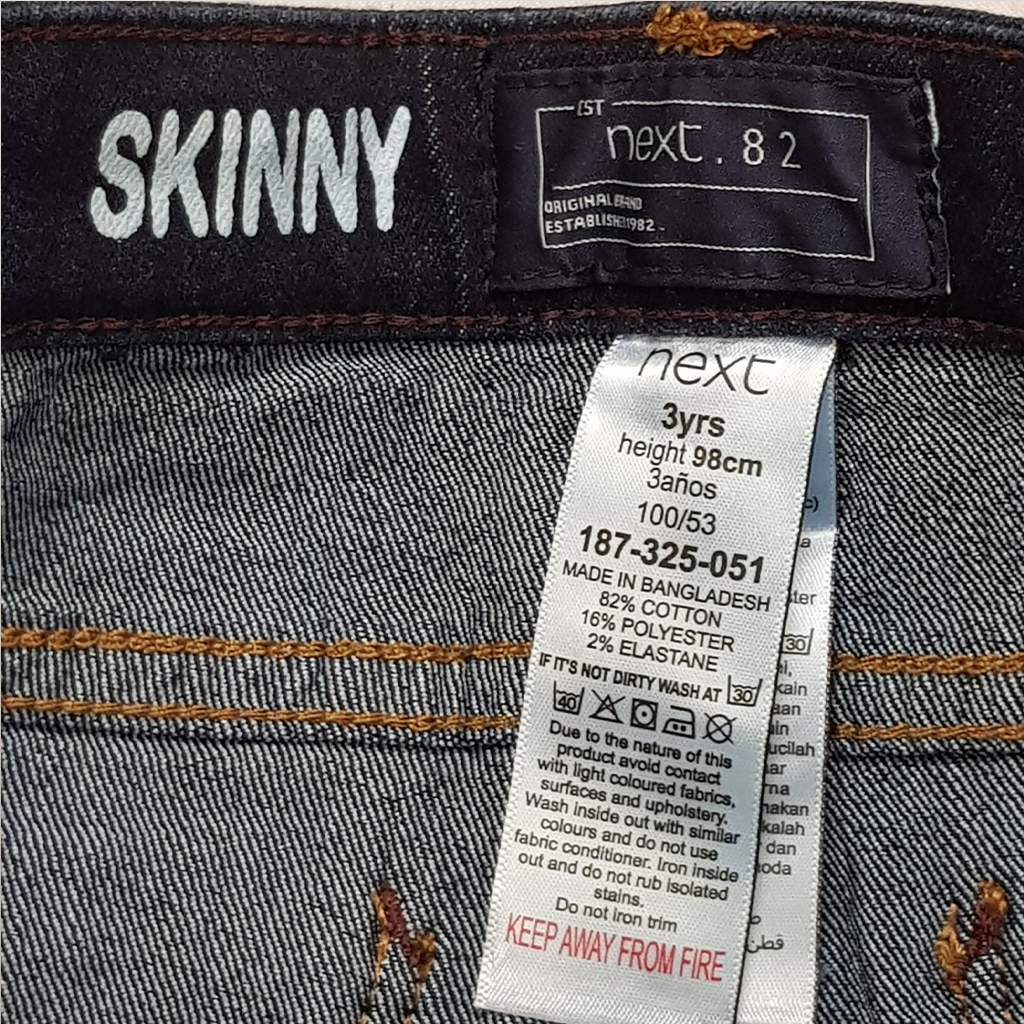 SKINNY
EST
next.82
ORIGINAL BRAND
ESTABLISHED 1982
next
3yrs
height 98cm
3años
100/53
187-325-051
MADE IN BANGLADESH
82% COTTON
16% POLYESTER
2% ELASTANE
IF IT'S NOT DIRTY WASH AT 30
40
Due to the nature of this
product avoid contact
with light coloured fabrics,
surfaces and upholstery.
Wash inside out with similar
colours and do not use
fabric conditioner. Iron inside
out and do not rub isolated
stains.
Do not iron trim
KEEP AWAY FROM FIRE
30
dan
قطن